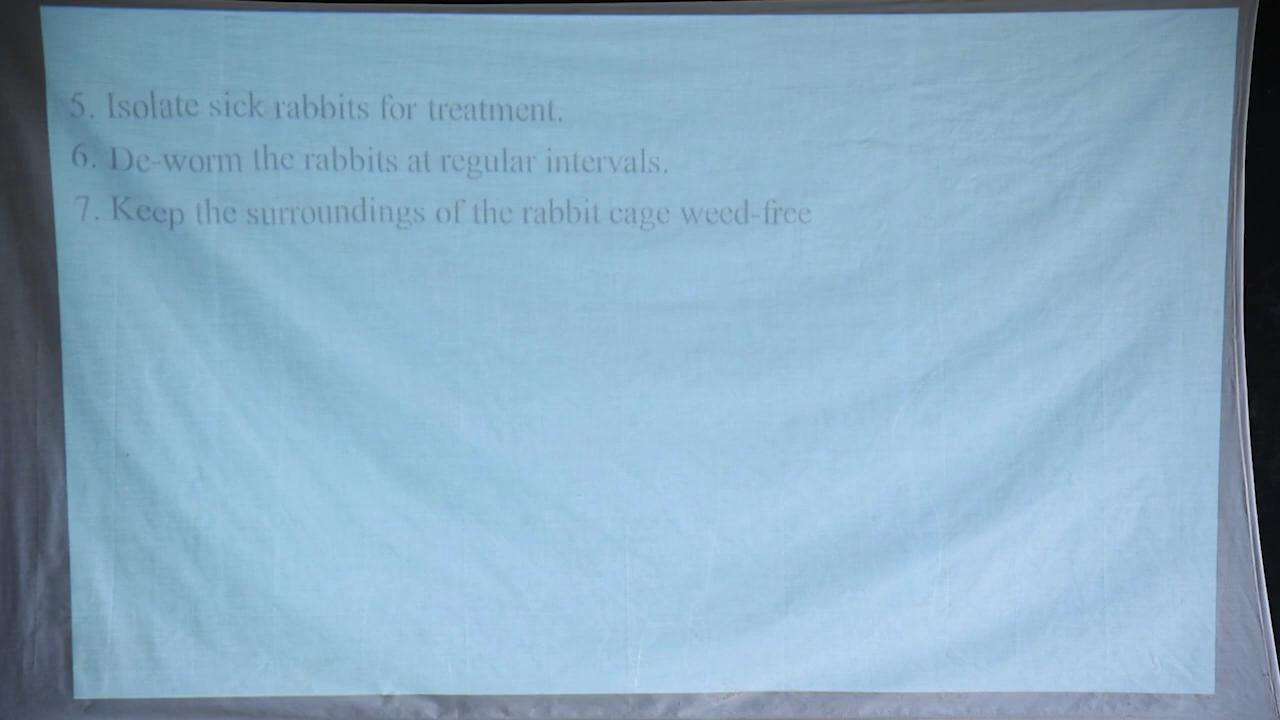 5. Isolate sick rabbits for treatment.
6. De-worm the rabbits at regular intervals.
7. Keep the surroundings of the rabbit cage weed-free